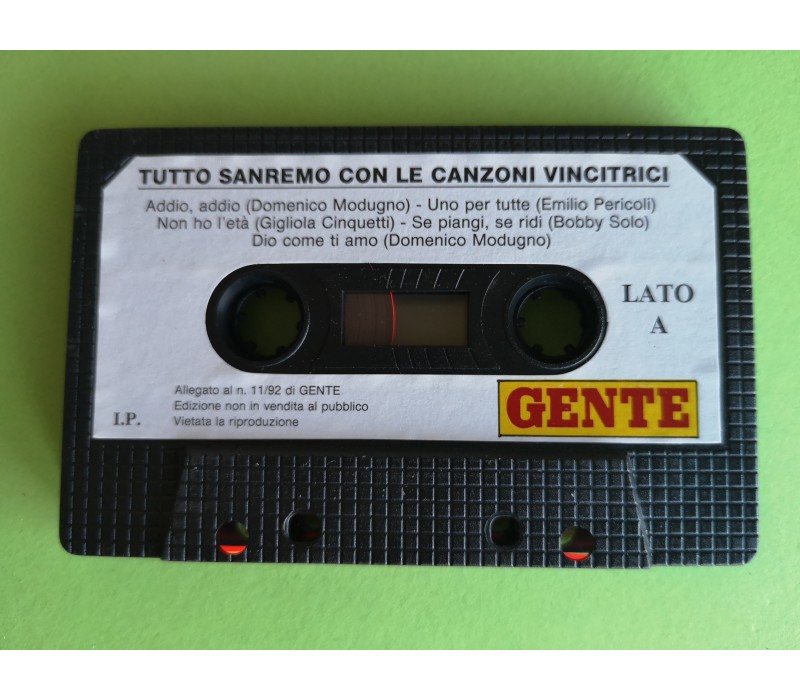 TUTTO SANREMO CON LE CANZONI VINCITRICI
Addio, addio (Domenico Modugno) - Uno per tutte (Emilio Pericoli)
Non ho l'età (Gigliola Cinquetti) - Se piangi, se ridi (Bobby Solo)
Dio come ti amo (Domenico Modugno)
LATO
A
Allegato al n. 11/92 di GENTE
Edizione non in vendita al pubblico
Vietata la riproduzione
I.P.
GENTE